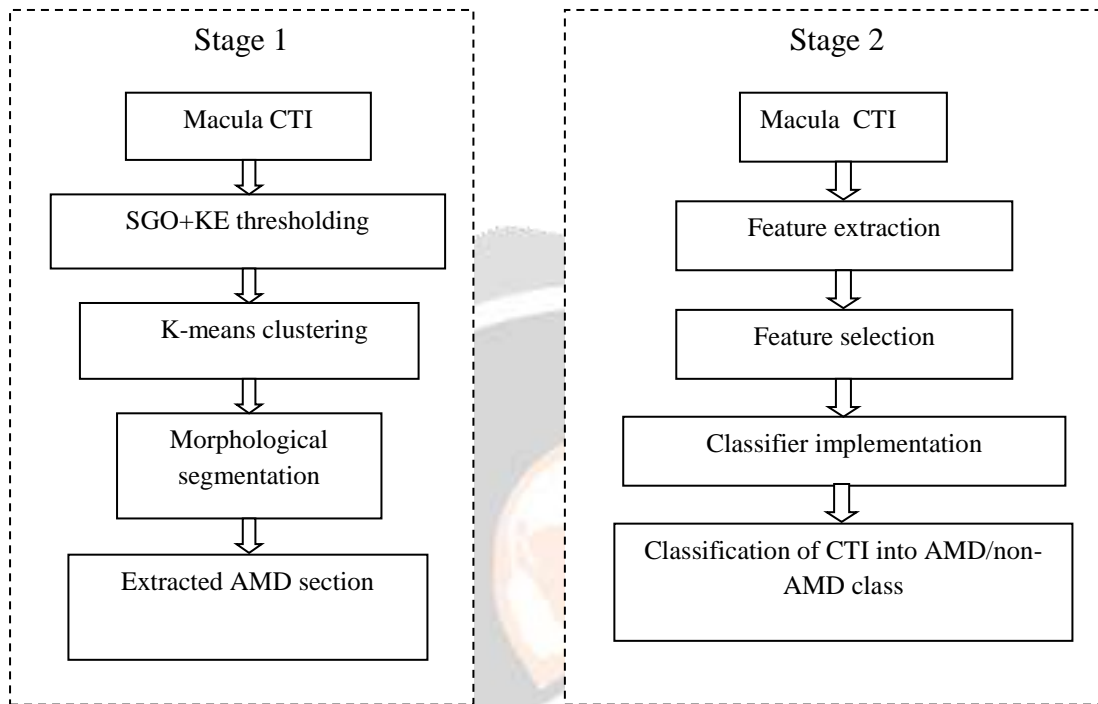 Stage 1
Macula CTI
SGO+KE thresholding
K-means clustering
Morphological
segmentation
Extracted AMD section
Stage 2
Macula CTI
Feature extraction
Feature selection
Classifier implementation
Classification of CTI into AMD/non-
AMD class